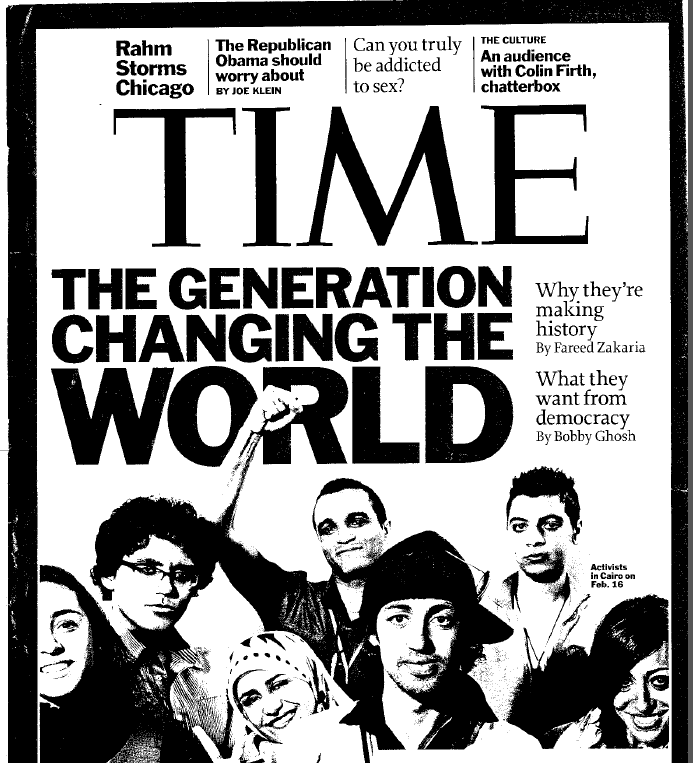 Rahm
Storms
Chicago
The Republican
Obama should
worry about
BY JOE KLEIN
Can you truly
be addicted
to sex?
THE CULTURE
An audience
with Colin Firth,
chatterbox
TIME
THE GENERATION
CHANGING THE
WORLD
Why they're
making
history
By Fareed Zakaria
What they
want from
democracy
By Bobby Ghosh
Activists
in Cairo on
Feb. 16